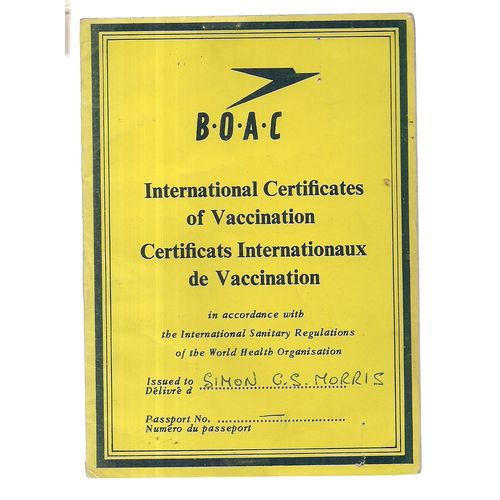 B·O·A·C
International Certificates
of Vaccination
Certificats Internationaux
de Vaccination
in accordance with
the International Sanitary Regulations
of the World Health Organisation
Issued to SIMON C.S. MORRIS
Délivré à
Passport No. ..........—..........
Numéro du passeport